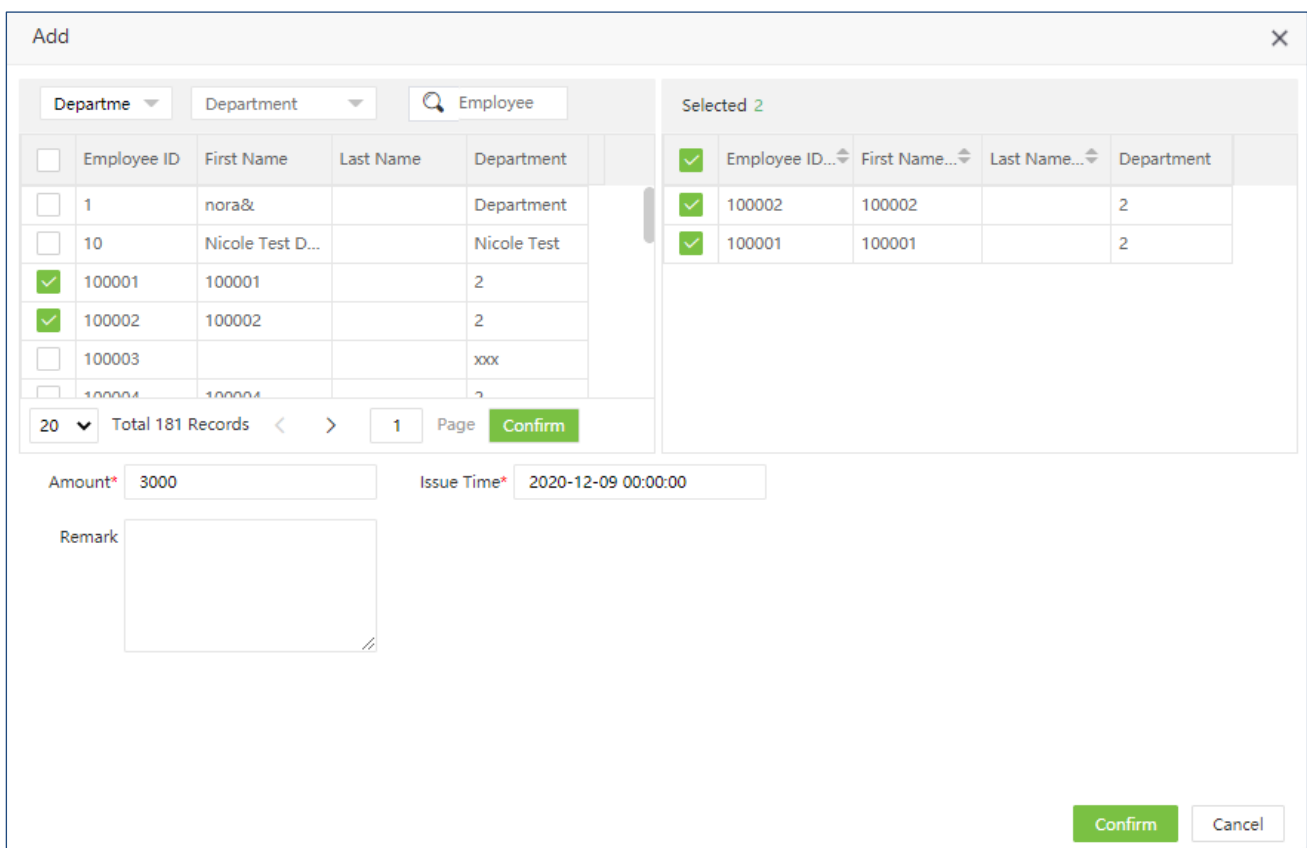 Add
Departme Department Employee
Selected 2
Employee ID First Name Last Name Department
Employee ID... First Name... Last Name... Department
1 nora& Department
100002 100002 2
10 Nicole Test D... Nicole Test
100001 100001 2
100001 100001 2
100002 100002 2
100003 xxx
100004 100004 2
20 Total 181 Records < > 1 Page Confirm
Amount* 3000 Issue Time* 2020-12-09 00:00:00
Remark
Confirm Cancel